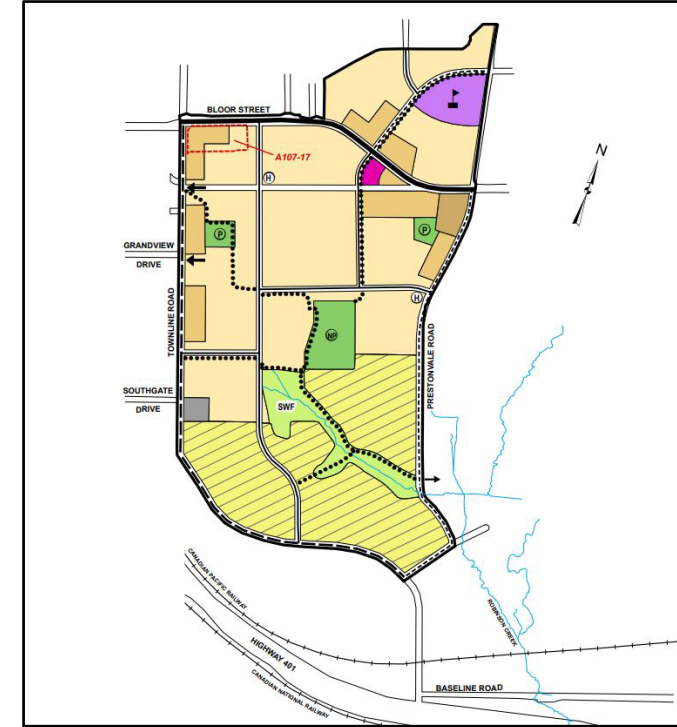 BLOOR STREET
A107-17
N
H
P
P
GRANDVIEW
DRIVE
TOWNLINE ROAD
H
NP
PRESTONVALE ROAD
SOUTHGATE
DRIVE
SWF
CANADIAN PACIFIC RAILWAY
HIGHWAY 401
CANADIAN NATIONAL RAILWAY
ROBINSON CREEK
BASELINE ROAD